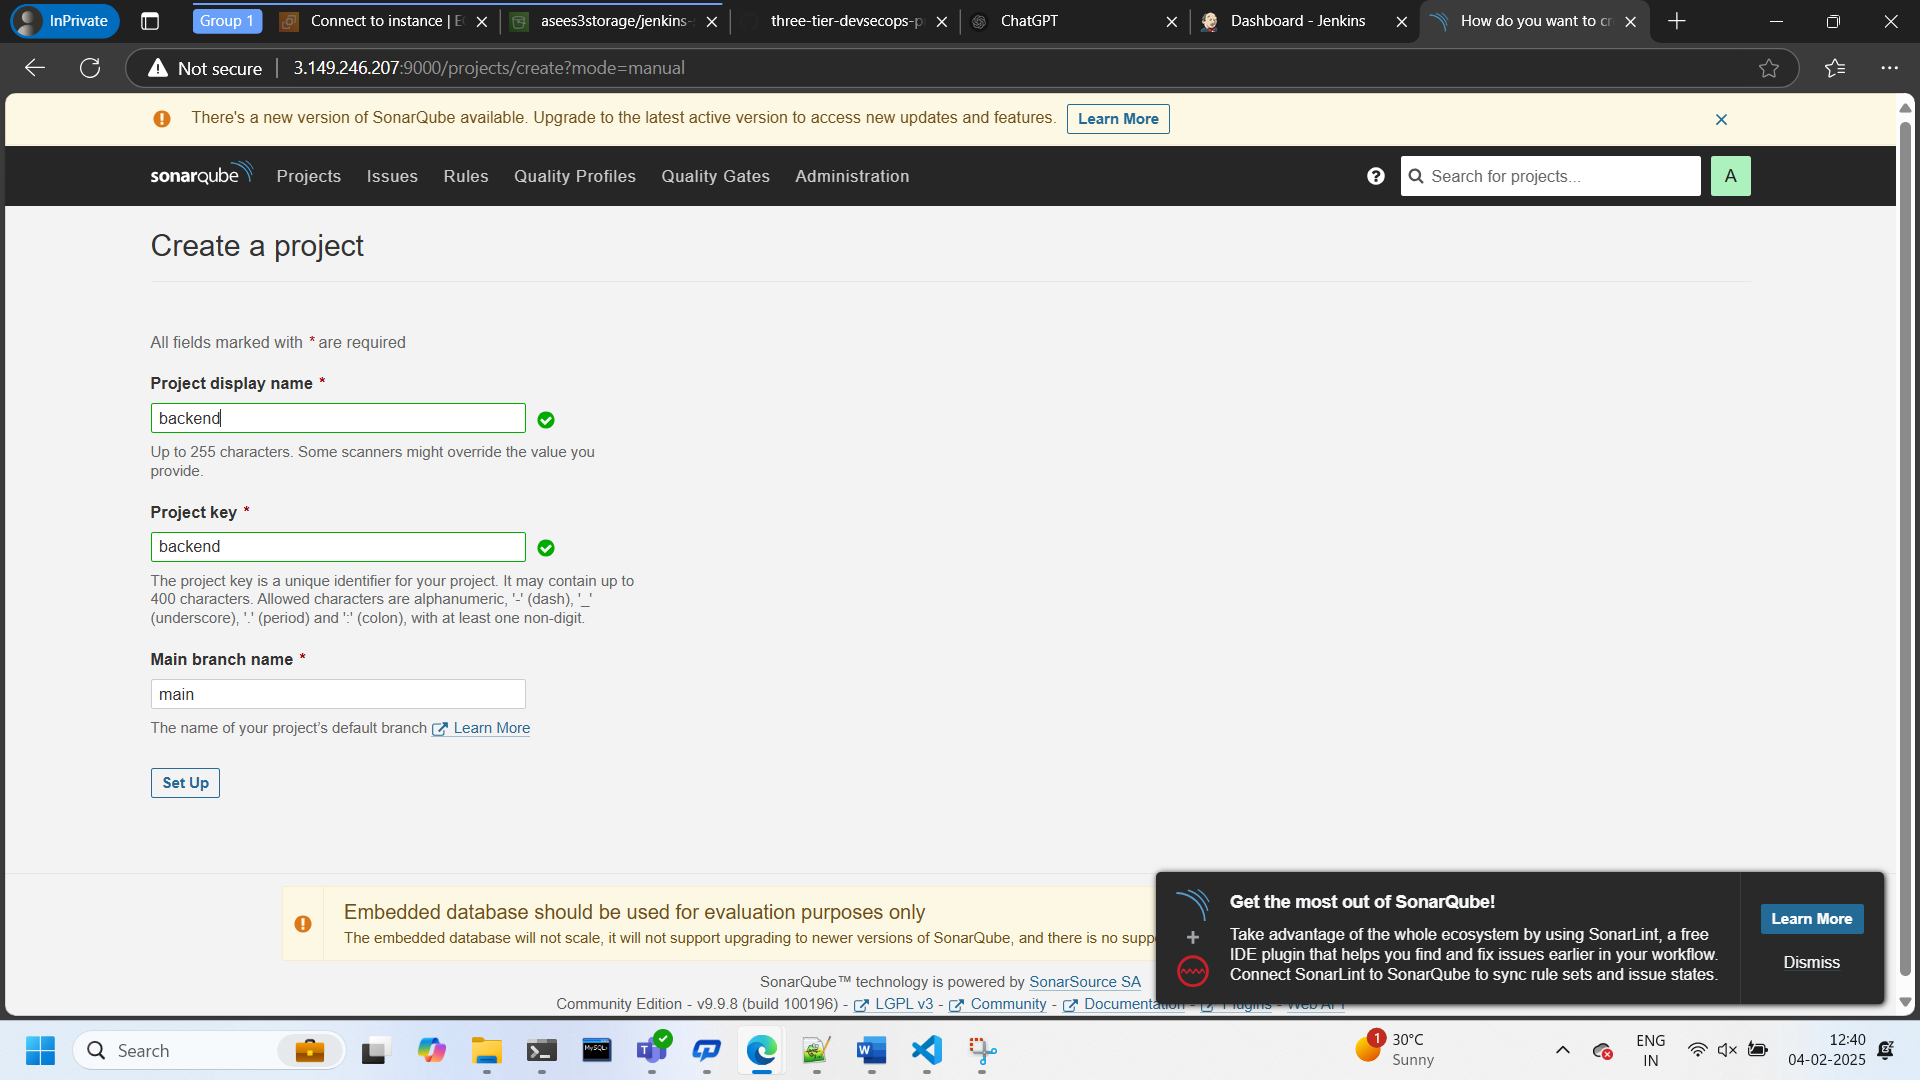 InPrivate
Group 1
Connect to instance | E
asees3storage/jenkins-
three-tier-devsecops-p
ChatGPT
Dashboard - Jenkins
How do you want to cr
Not secure
3.149.246.207:9000/projects/create?mode=manual
There's a new version of SonarQube available. Upgrade to the latest active version to access new updates and features.
Learn More
sonarqube
Projects
Issues
Rules
Quality Profiles
Quality Gates
Administration
Search for projects...
A
Create a project
All fields marked with * are required
Project display name *
backend
Up to 255 characters. Some scanners might override the value you
provide.
Project key *
backend
The project key is a unique identifier for your project. It may contain up to
400 characters. Allowed characters are alphanumeric, '-' (dash), '_'
(underscore), '.' (period) and ':' (colon), with at least one non-digit.
Main branch name *
main
The name of your project's default branch Learn More
Set Up
Embedded database should be used for evaluation purposes only
The embedded database will not scale, it will not support upgrading to newer versions of SonarQube, and there is no supp
SonarQube™ technology is powered by SonarSource SA
Community Edition - v9.9.8 (build 100196) - LGPL v3 - Community - Documentation - Plugins - Web API
Get the most out of SonarQube!
Take advantage of the whole ecosystem by using SonarLint, a free
IDE plugin that helps you find and fix issues earlier in your workflow.
Connect SonarLint to SonarQube to sync rule sets and issue states.
Learn More
Dismiss
Search
MySQL
1
30°C
Sunny
ENG
IN
12:40
04-02-2025